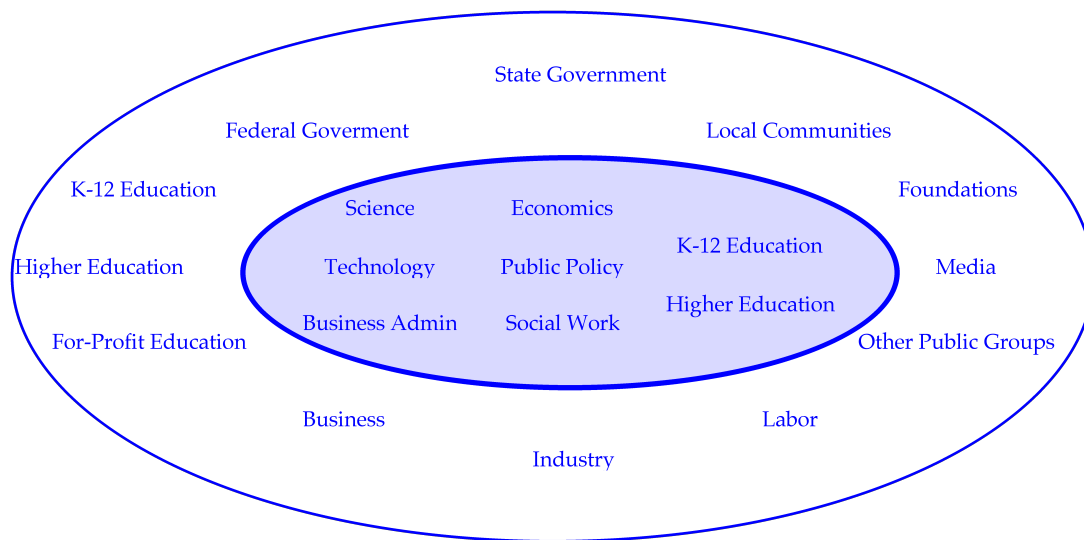 State Government
Federal Goverment
Local Communities
K-12 Education
Foundations
Science
Economics
K-12 Education
Higher Education
Technology
Public Policy
Media
Higher Education
Business Admin
Social Work
For-Profit Education
Other Public Groups
Business
Labor
Industry